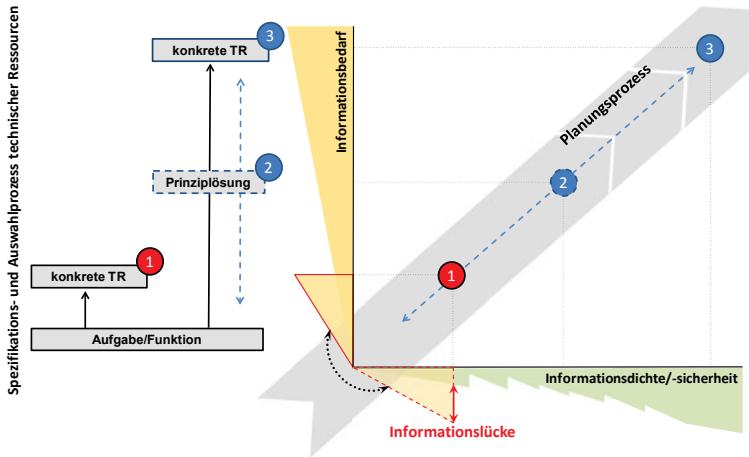 Spezifikations- und Auswahlprozess technischer Ressourcen
3
konkrete TR
2
Prinziplösung
1
konkrete TR
Aufgabe/Funktion
Informationsbedarf
Planungsprozess
3
2
1
Informationsdichte/-sicherheit
Informationslücke